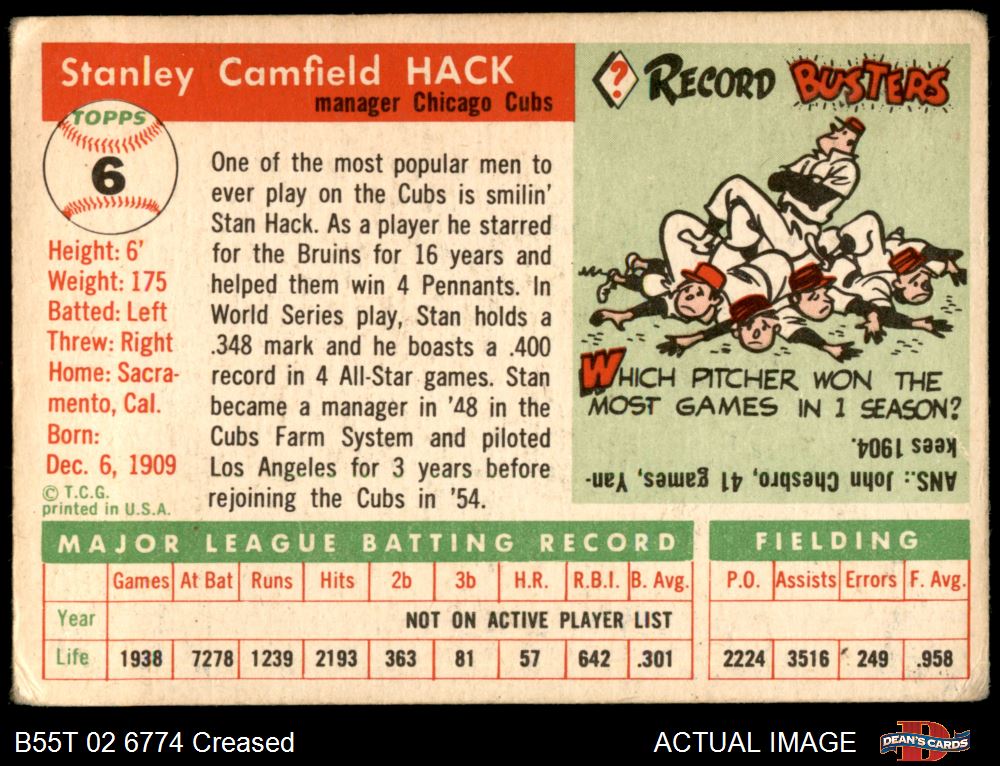 Stanley Camfield HACK
manager Chicago Cubs
TOPPS
6
Height: 6'
Weight: 175
Batted: Left
Threw: Right
Home: Sacra-
mento, Cal.
Born:
Dec. 6, 1909
© T.C.G.
printed in U.S.A.
One of the most popular men to
ever play on the Cubs is smilin'
Stan Hack. As a player he starred
for the Bruins for 16 years and
helped them win 4 Pennants. In
World Series play, Stan holds a
.348 mark and he boasts a .400
record in 4 All-Star games. Stan
became a manager in '48 in the
Cubs Farm System and piloted
Los Angeles for 3 years before
rejoining the Cubs in '54.
? RECORD BUSTERS
WHICH PITCHER WON THE
MOST GAMES IN 1 SEASON?
ANS.: John Chesbro, 41 games, Yan-
kees 1904.
MAJOR LEAGUE BATTING RECORD
Games At Bat Runs Hits 2b 3b H.R. R.B.I. B. Avg.
Year NOT ON ACTIVE PLAYER LIST
Life 1938 7278 1239 2193 363 81 57 642 .301
FIELDING
P.O. Assists Errors F. Avg.
2224 3516 249 .958
B55T 02 6774 Creased
ACTUAL IMAGE
D
DEAN'S CARDS